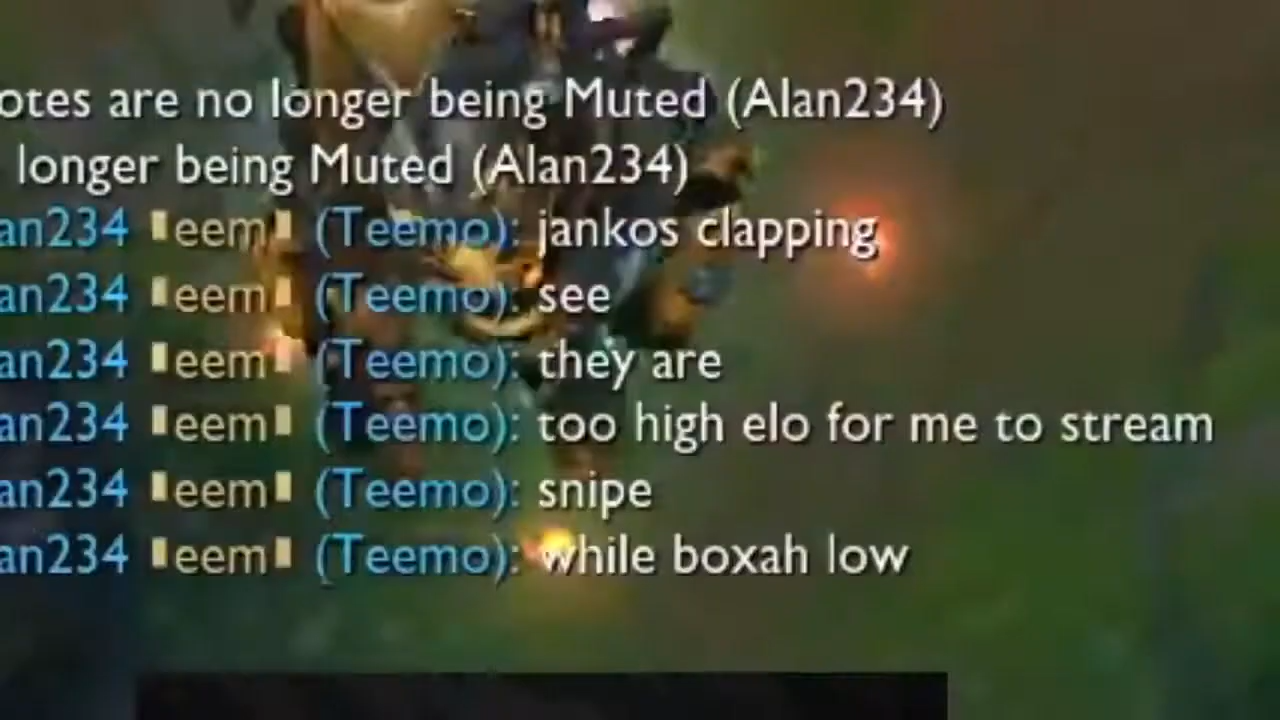 otes are no longer being Muted (Alan234)
longer being Muted (Alan234)
an234 eem (Teemo): jankos clapping
an234 eem (Teemo): see
an234 eem (Teemo): they are
an234 eem (Teemo): too high elo for me to stream
an234 eem (Teemo): snipe
an234 eem (Teemo): while boxah low